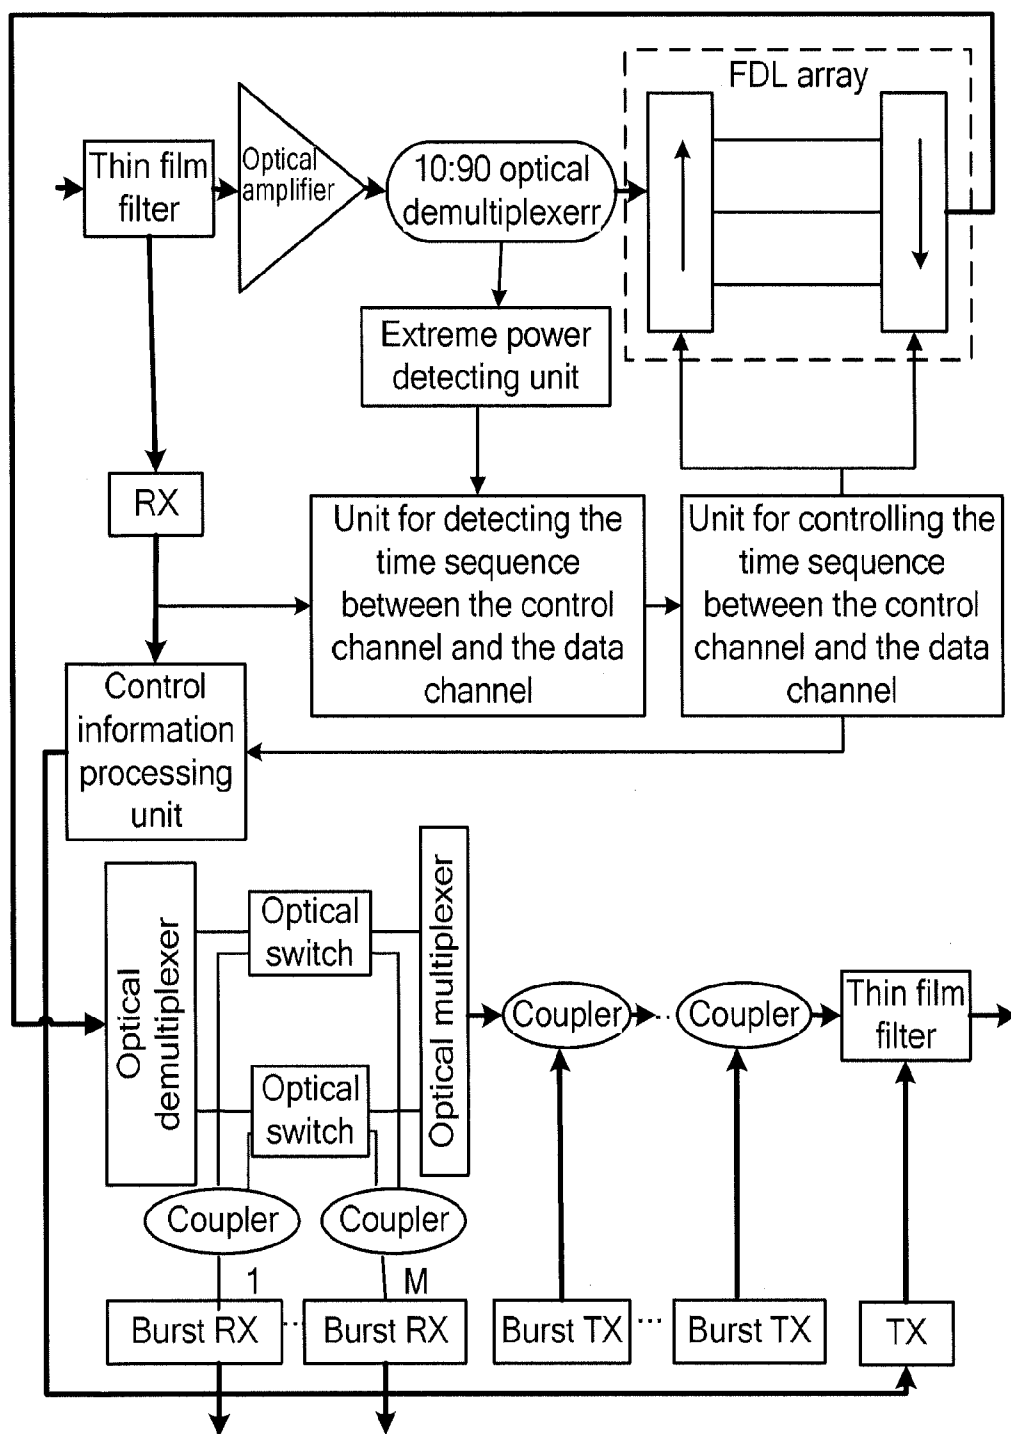 FDL array
Thin film
filter
Optical
amplifier
10:90 optical
demultiplexerr
Extreme power
detecting unit
RX
Unit for detecting the
time sequence
between the control
channel and the data
channel
Unit for controlling the
time sequence
between the control
channel and the data
channel
Control
information
processing
unit
Optical
demultiplexer
Optical
switch
Optical
switch
Optical multiplexer
Coupler
..
Coupler
Thin film
filter
Coupler
Coupler
1
M
Burst RX
...
Burst RX
Burst TX
...
Burst TX
TX